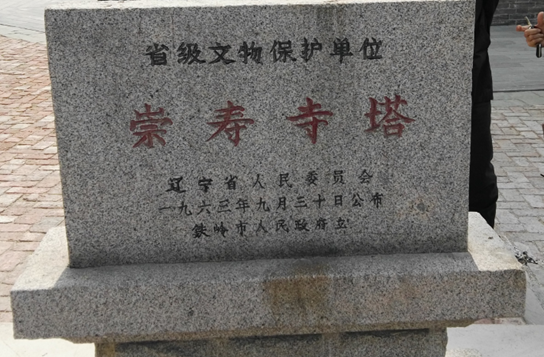 省级文物保护单位
崇寿寺塔
辽宁省人民委员会
一九六三年九月三十日公布
铁岭市人民政府立